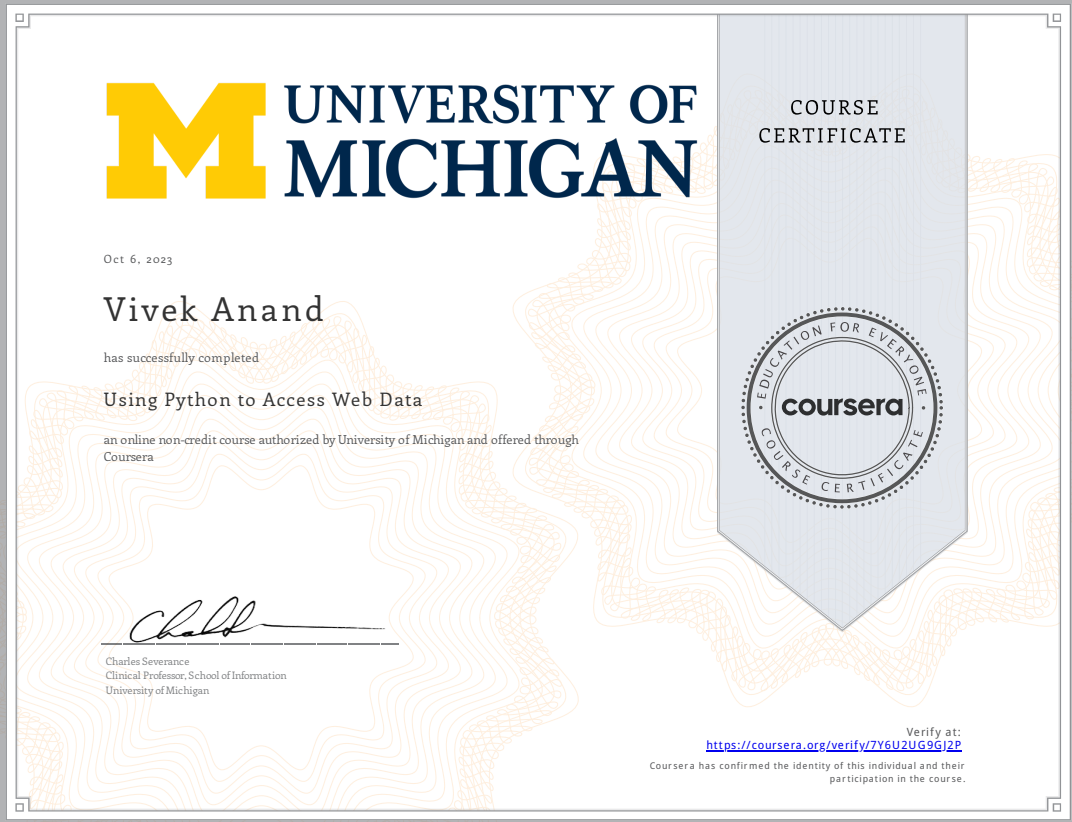 UNIVERSITY OF
MICHIGAN
COURSE
CERTIFICATE
Oct 6, 2023
Vivek Anand
has successfully completed
Using Python to Access Web Data
an online non-credit course authorized by University of Michigan and offered through
Coursera
EDUCATION FOR EVERYONE
coursera
COURSE CERTIFICATE
Charles Severance
Clinical Professor, School of Information
University of Michigan
Verify at:
https://coursera.org/verify/7Y6U2UG9GJ2P
Coursera has confirmed the identity of this individual and their
participation in the course.